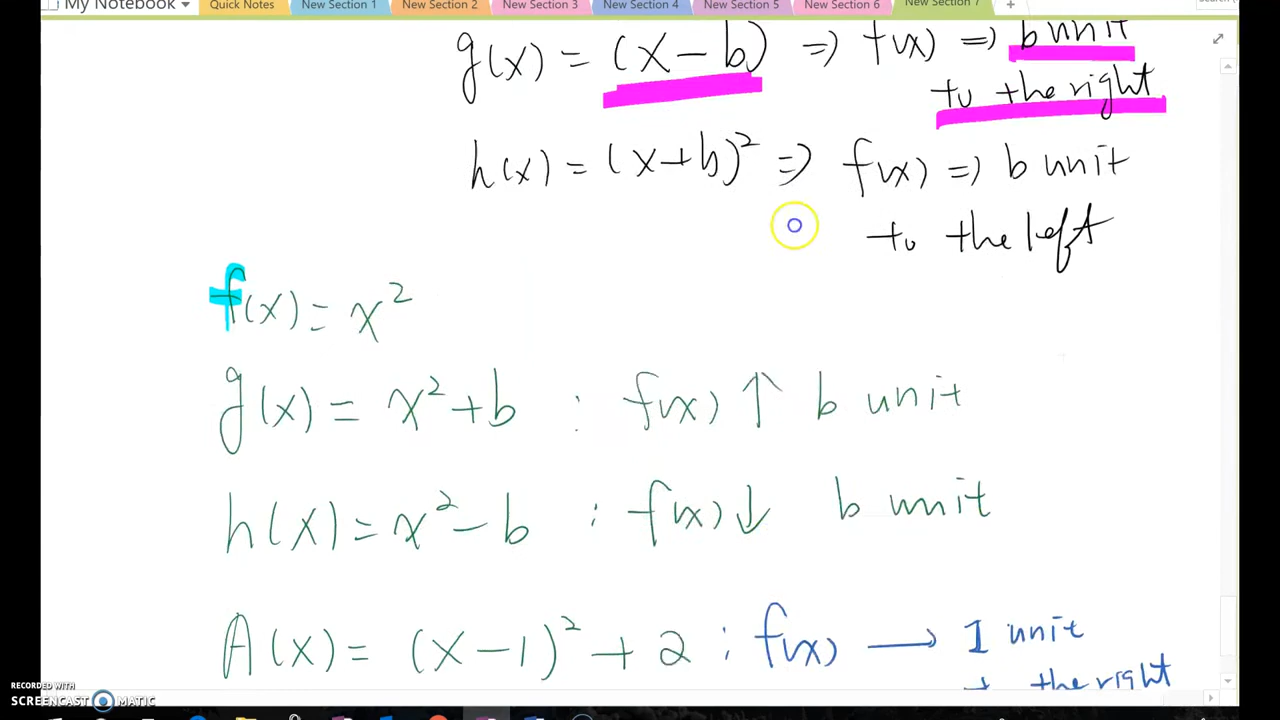 My Notebook Quick Notes New Section 1 New Section 2 New Section 3 New Section 4 New Section 5 New Section 6 New Section 7 +
g(x) = (x-b) => f(x) => b unit
to the right
h(x) = (x+b)² => f(x) => b unit
to the left
f(x) = x²
g(x) = x²+b : f(x) ↑ b unit
h(x) = x²-b : f(x) ↓ b unit
A(x) = (x-1)² + 2 ; f(x) → 1 unit
the right
RECORDED WITH
SCREENCAST MATIC